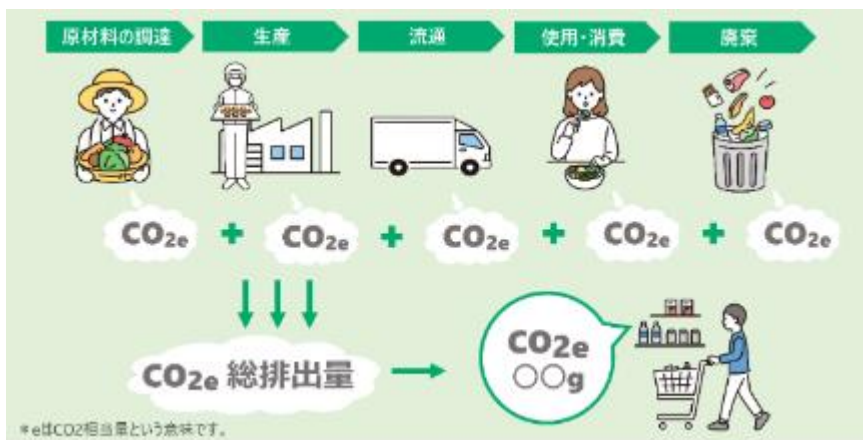 原材料の調達
生産
流通
使用・消費
廃棄
CO2e + CO2e + CO2e + CO2e + CO2e
CO2e 総排出量
CO2e
○○g
*eはCO2相当量という意味です。